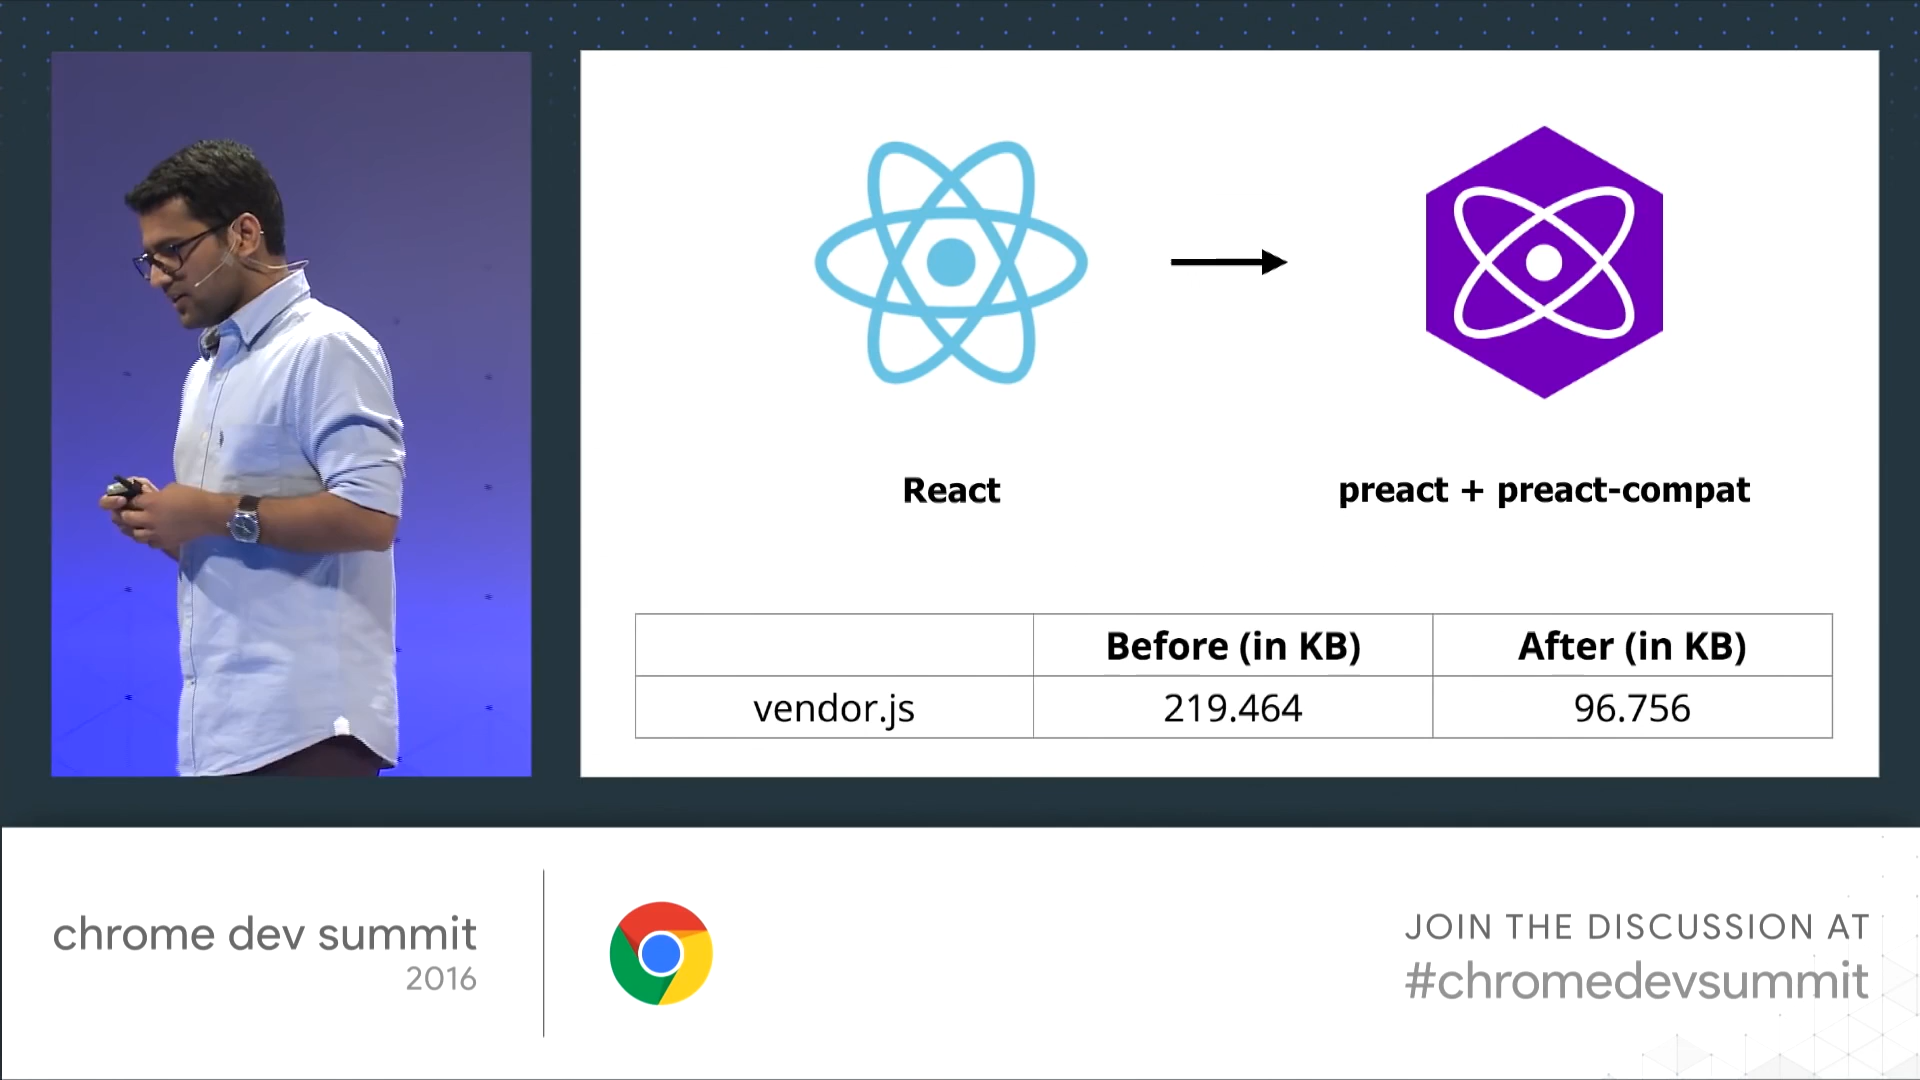 React
preact + preact-compat
Before (in KB)
After (in KB)
vendor.js
219.464
96.756
chrome dev summit
2016
JOIN THE DISCUSSION AT
#chromedevsummit